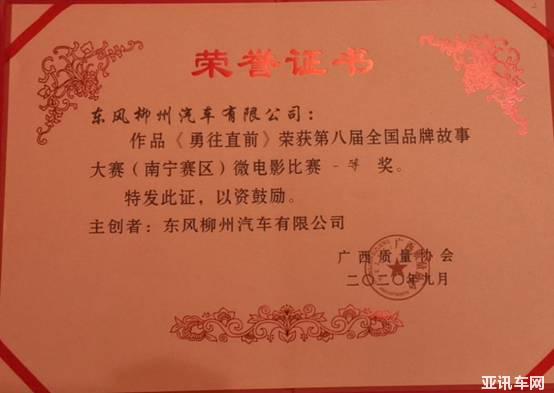 荣誉证书
东风柳州汽车有限公司：
作品《勇往直前》荣获第八届全国品牌故事
大赛（南宁赛区）微电影比赛 一等 奖。
特发此证，以资鼓励。
主创者：东风柳州汽车有限公司
广西质量协会
二〇二〇年九月
亚讯车网